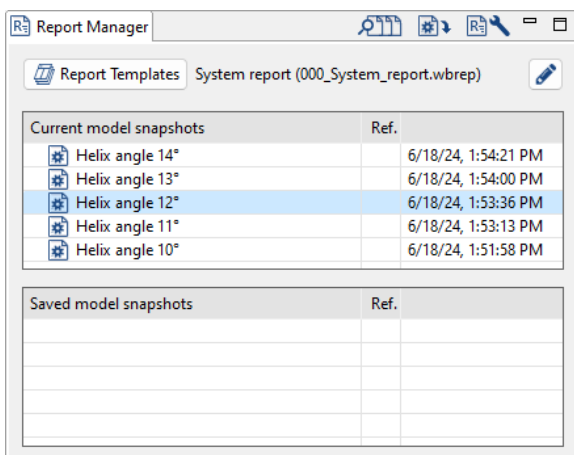 Report Manager
Report Templates System report (000_System_report.wbrep)
Current model snapshots Ref.
Helix angle 14° 6/18/24, 1:54:21 PM
Helix angle 13° 6/18/24, 1:54:00 PM
Helix angle 12° 6/18/24, 1:53:36 PM
Helix angle 11° 6/18/24, 1:53:13 PM
Helix angle 10° 6/18/24, 1:51:58 PM
Saved model snapshots Ref.